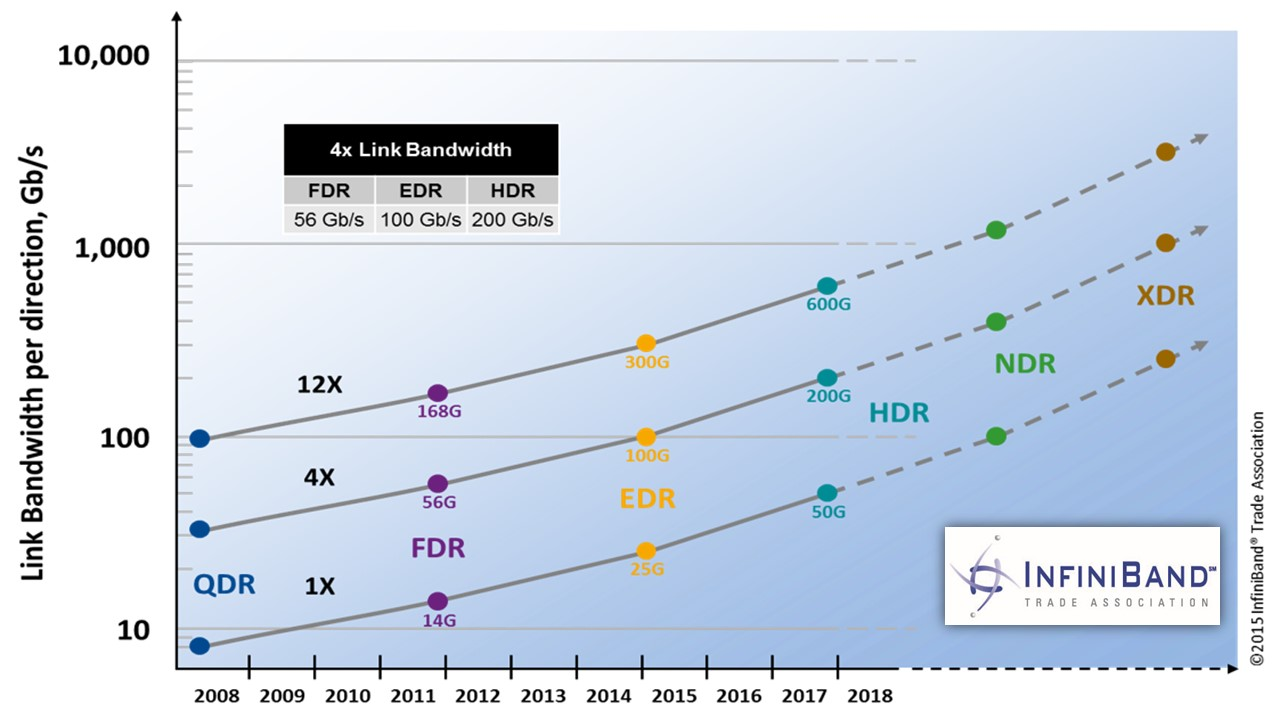 Link Bandwidth per direction, Gb/s
10,000
1,000
100
10
4x Link Bandwidth
FDR EDR HDR
56 Gb/s 100 Gb/s 200 Gb/s
12X
4X
1X
168G
300G
600G
56G
100G
200G
14G
25G
50G
QDR
FDR
EDR
HDR
NDR
XDR
INFINIBAND℠
TRADE ASSOCIATION
2008 2009 2010 2011 2012 2013 2014 2015 2016 2017 2018
©2015 InfiniBand® Trade Association